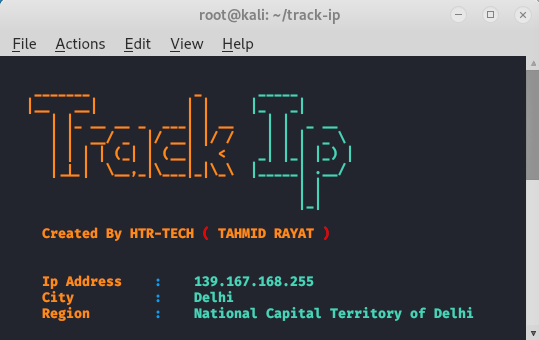 root@kali: ~/track-ip
File Actions Edit View Help
Track Ip
Created By HTR-TECH ( TAHMID RAYAT )
Ip Address : 139.167.168.255
City : Delhi
Region : National Capital Territory of Delhi